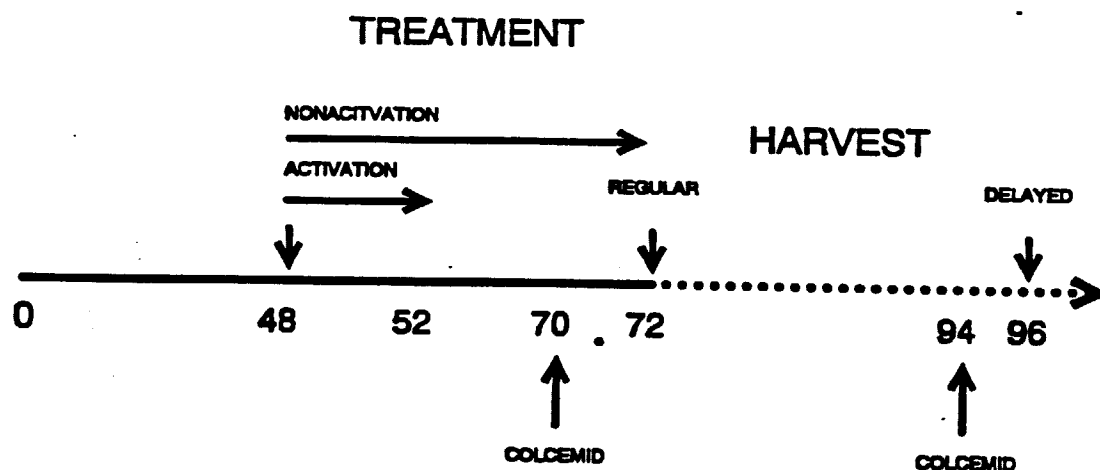 TREATMENT
NONACITVATION
HARVEST
ACTIVATION
REGULAR
DELAYED
0 48 52 70 72 94 96
COLCEMID COLCEMID